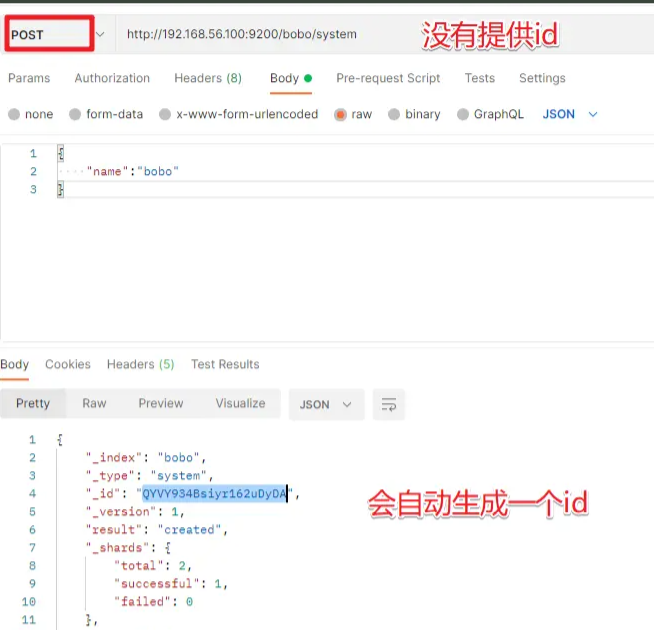 POST http://192.168.56.100:9200/bobo/system 没有提供id
Params Authorization Headers (8) Body Pre-request Script Tests Settings
none form-data x-www-form-urlencoded raw binary GraphQL JSON
1 {
2 "name":"bobo"
3 }
Body Cookies Headers (5) Test Results
Pretty Raw Preview Visualize JSON
1 {
2 "_index": "bobo",
3 "_type": "system",
4 "_id": "QYVY934Bsiyr162uDyDA",
会自动生成一个id
5 "_version": 1,
6 "result": "created",
7 "_shards": {
8 "total": 2,
9 "successful": 1,
10 "failed": 0
11 },